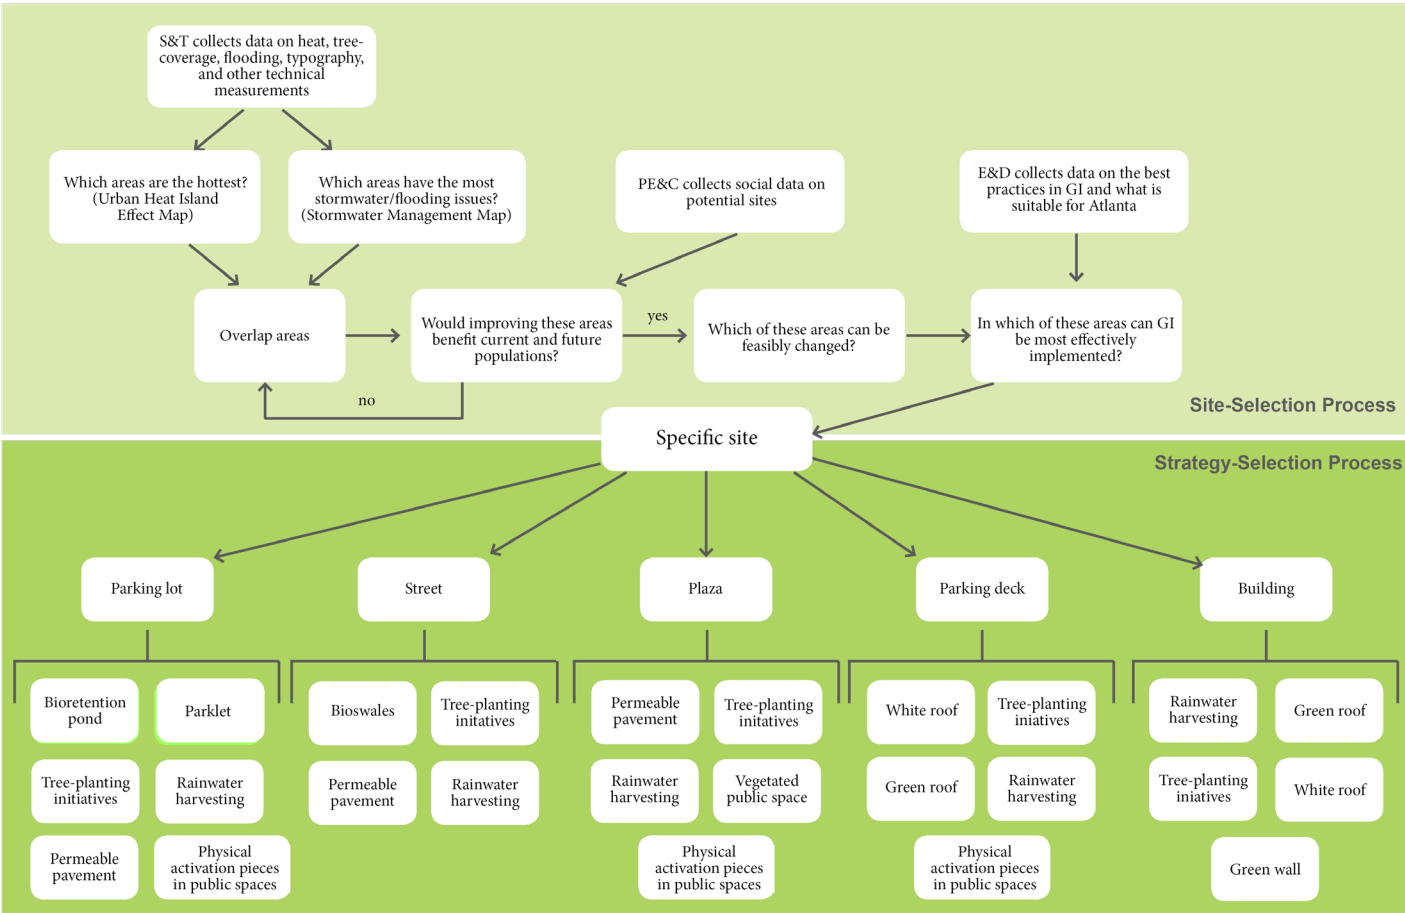 S&T collects data on heat, tree-
coverage, flooding, typography,
and other technical
measurements
Which areas are the hottest?
(Urban Heat Island
Effect Map)
Which areas have the most
stormwater/flooding issues?
(Stormwater Management Map)
PE&C collects social data on
potential sites
E&D collects data on the best
practices in GI and what is
suitable for Atlanta
Overlap areas
Would improving these areas
benefit current and future
populations?
yes
no
Which of these areas can be
feasibly changed?
In which of these areas can GI
be most effectively
implemented?
Site-Selection Process
Specific site
Strategy-Selection Process
Parking lot
Street
Plaza
Parking deck
Building
Bioretention
pond
Parklet
Tree-planting
initiatives
Rainwater
harvesting
Permeable
pavement
Physical
activation pieces
in public spaces
Bioswales
Tree-planting
initatives
Permeable
pavement
Rainwater
harvesting
Permeable
pavement
Tree-planting
initatives
Rainwater
harvesting
Vegetated
public space
Physical
activation pieces
in public spaces
White roof
Tree-planting
iniatives
Green roof
Rainwater
harvesting
Physical
activation pieces
in public spaces
Rainwater
harvesting
Green roof
Tree-planting
iniatives
White roof
Green wall